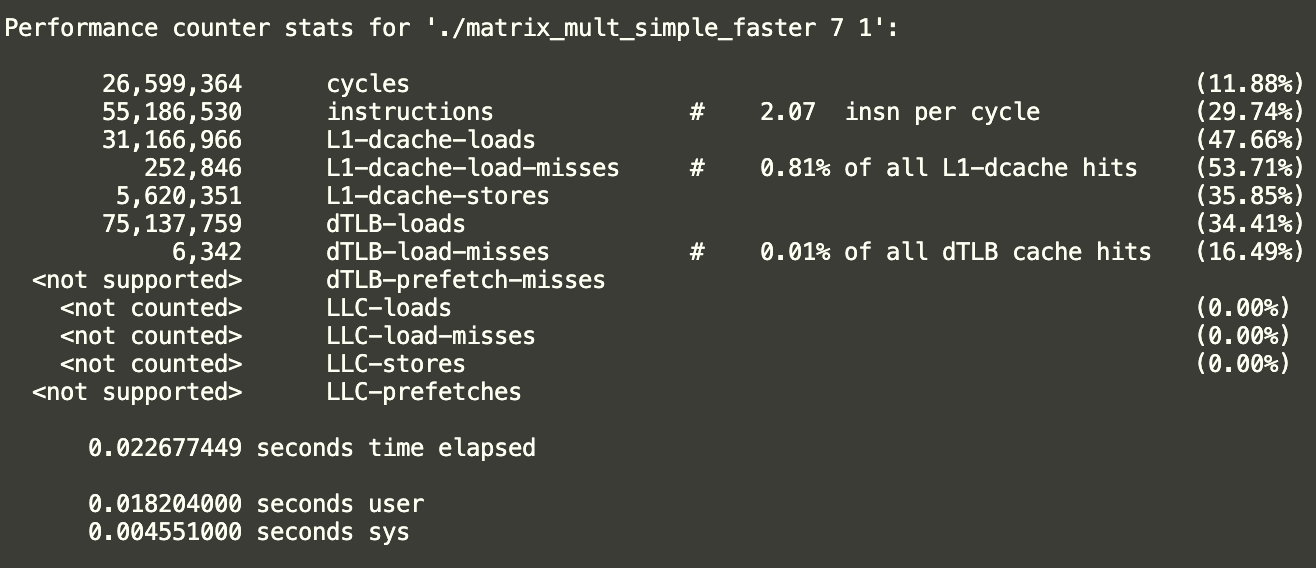 Performance counter stats for './matrix_mult_simple_faster 7 1':
26,599,364 cycles (11.88%)
55,186,530 instructions # 2.07 insn per cycle (29.74%)
31,166,966 L1-dcache-loads (47.66%)
252,846 L1-dcache-load-misses # 0.81% of all L1-dcache hits (53.71%)
5,620,351 L1-dcache-stores (35.85%)
75,137,759 dTLB-loads (34.41%)
6,342 dTLB-load-misses # 0.01% of all dTLB cache hits (16.49%)
<not supported> dTLB-prefetch-misses
<not counted> LLC-loads (0.00%)
<not counted> LLC-load-misses (0.00%)
<not counted> LLC-stores (0.00%)
<not supported> LLC-prefetches
0.022677449 seconds time elapsed
0.018204000 seconds user
0.004551000 seconds sys